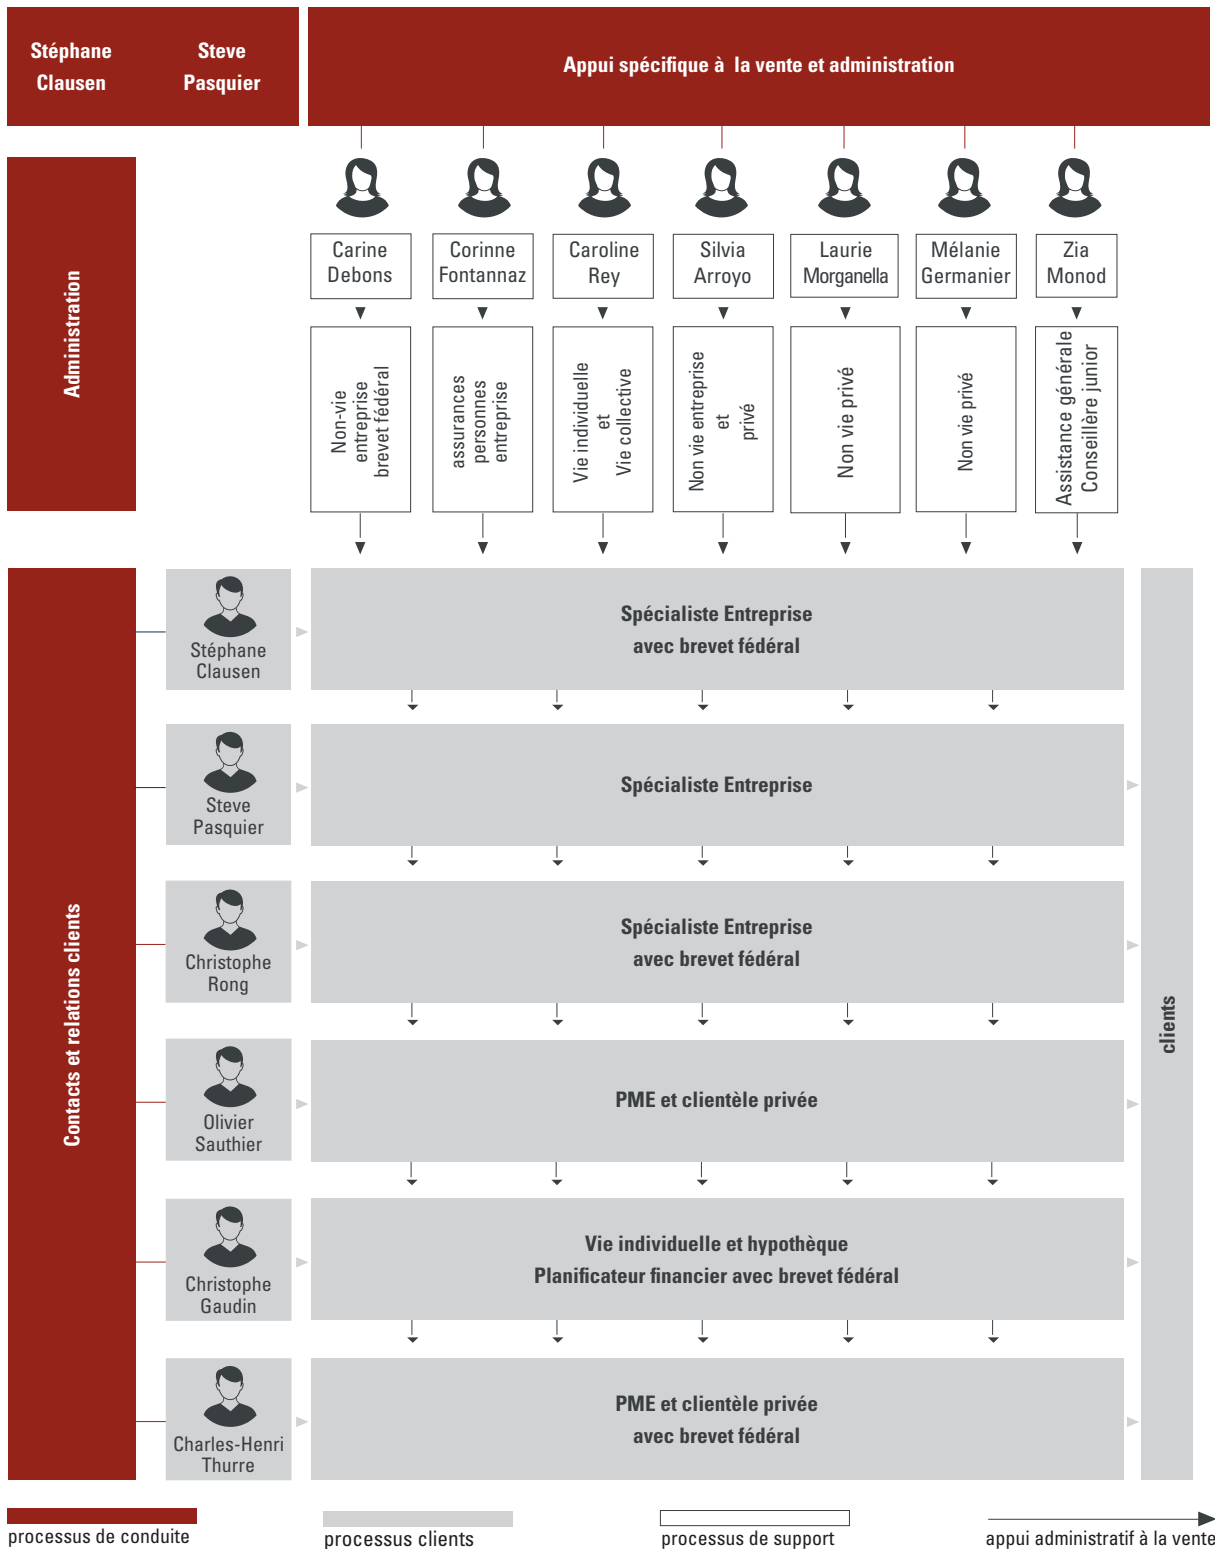 Stéphane
Clausen
Steve
Pasquier
Appui spécifique à la vente et administration
Administration
Carine
Debons
Corinne
Fontannaz
Caroline
Rey
Silvia
Arroyo
Laurie
Morganella
Mélanie
Germanier
Zia
Monod
Non-vie
entreprise
brevet fédéral
assurances
personnes
entreprise
Vie individuelle
et
Vie collective
Non vie entreprise
et
privé
Non vie privé
Non vie privé
Assistance générale
Conseillère junior
Contacts et relations clients
Stéphane
Clausen
Spécialiste Entreprise
avec brevet fédéral
Steve
Pasquier
Spécialiste Entreprise
Christophe
Rong
Spécialiste Entreprise
avec brevet fédéral
Olivier
Sauthier
PME et clientèle privée
Christophe
Gaudin
Vie individuelle et hypothèque
Planificateur financier avec brevet fédéral
Charles-Henri
Thurre
PME et clientèle privée
avec brevet fédéral
clients
processus de conduite
processus clients
processus de support
appui administratif à la vente